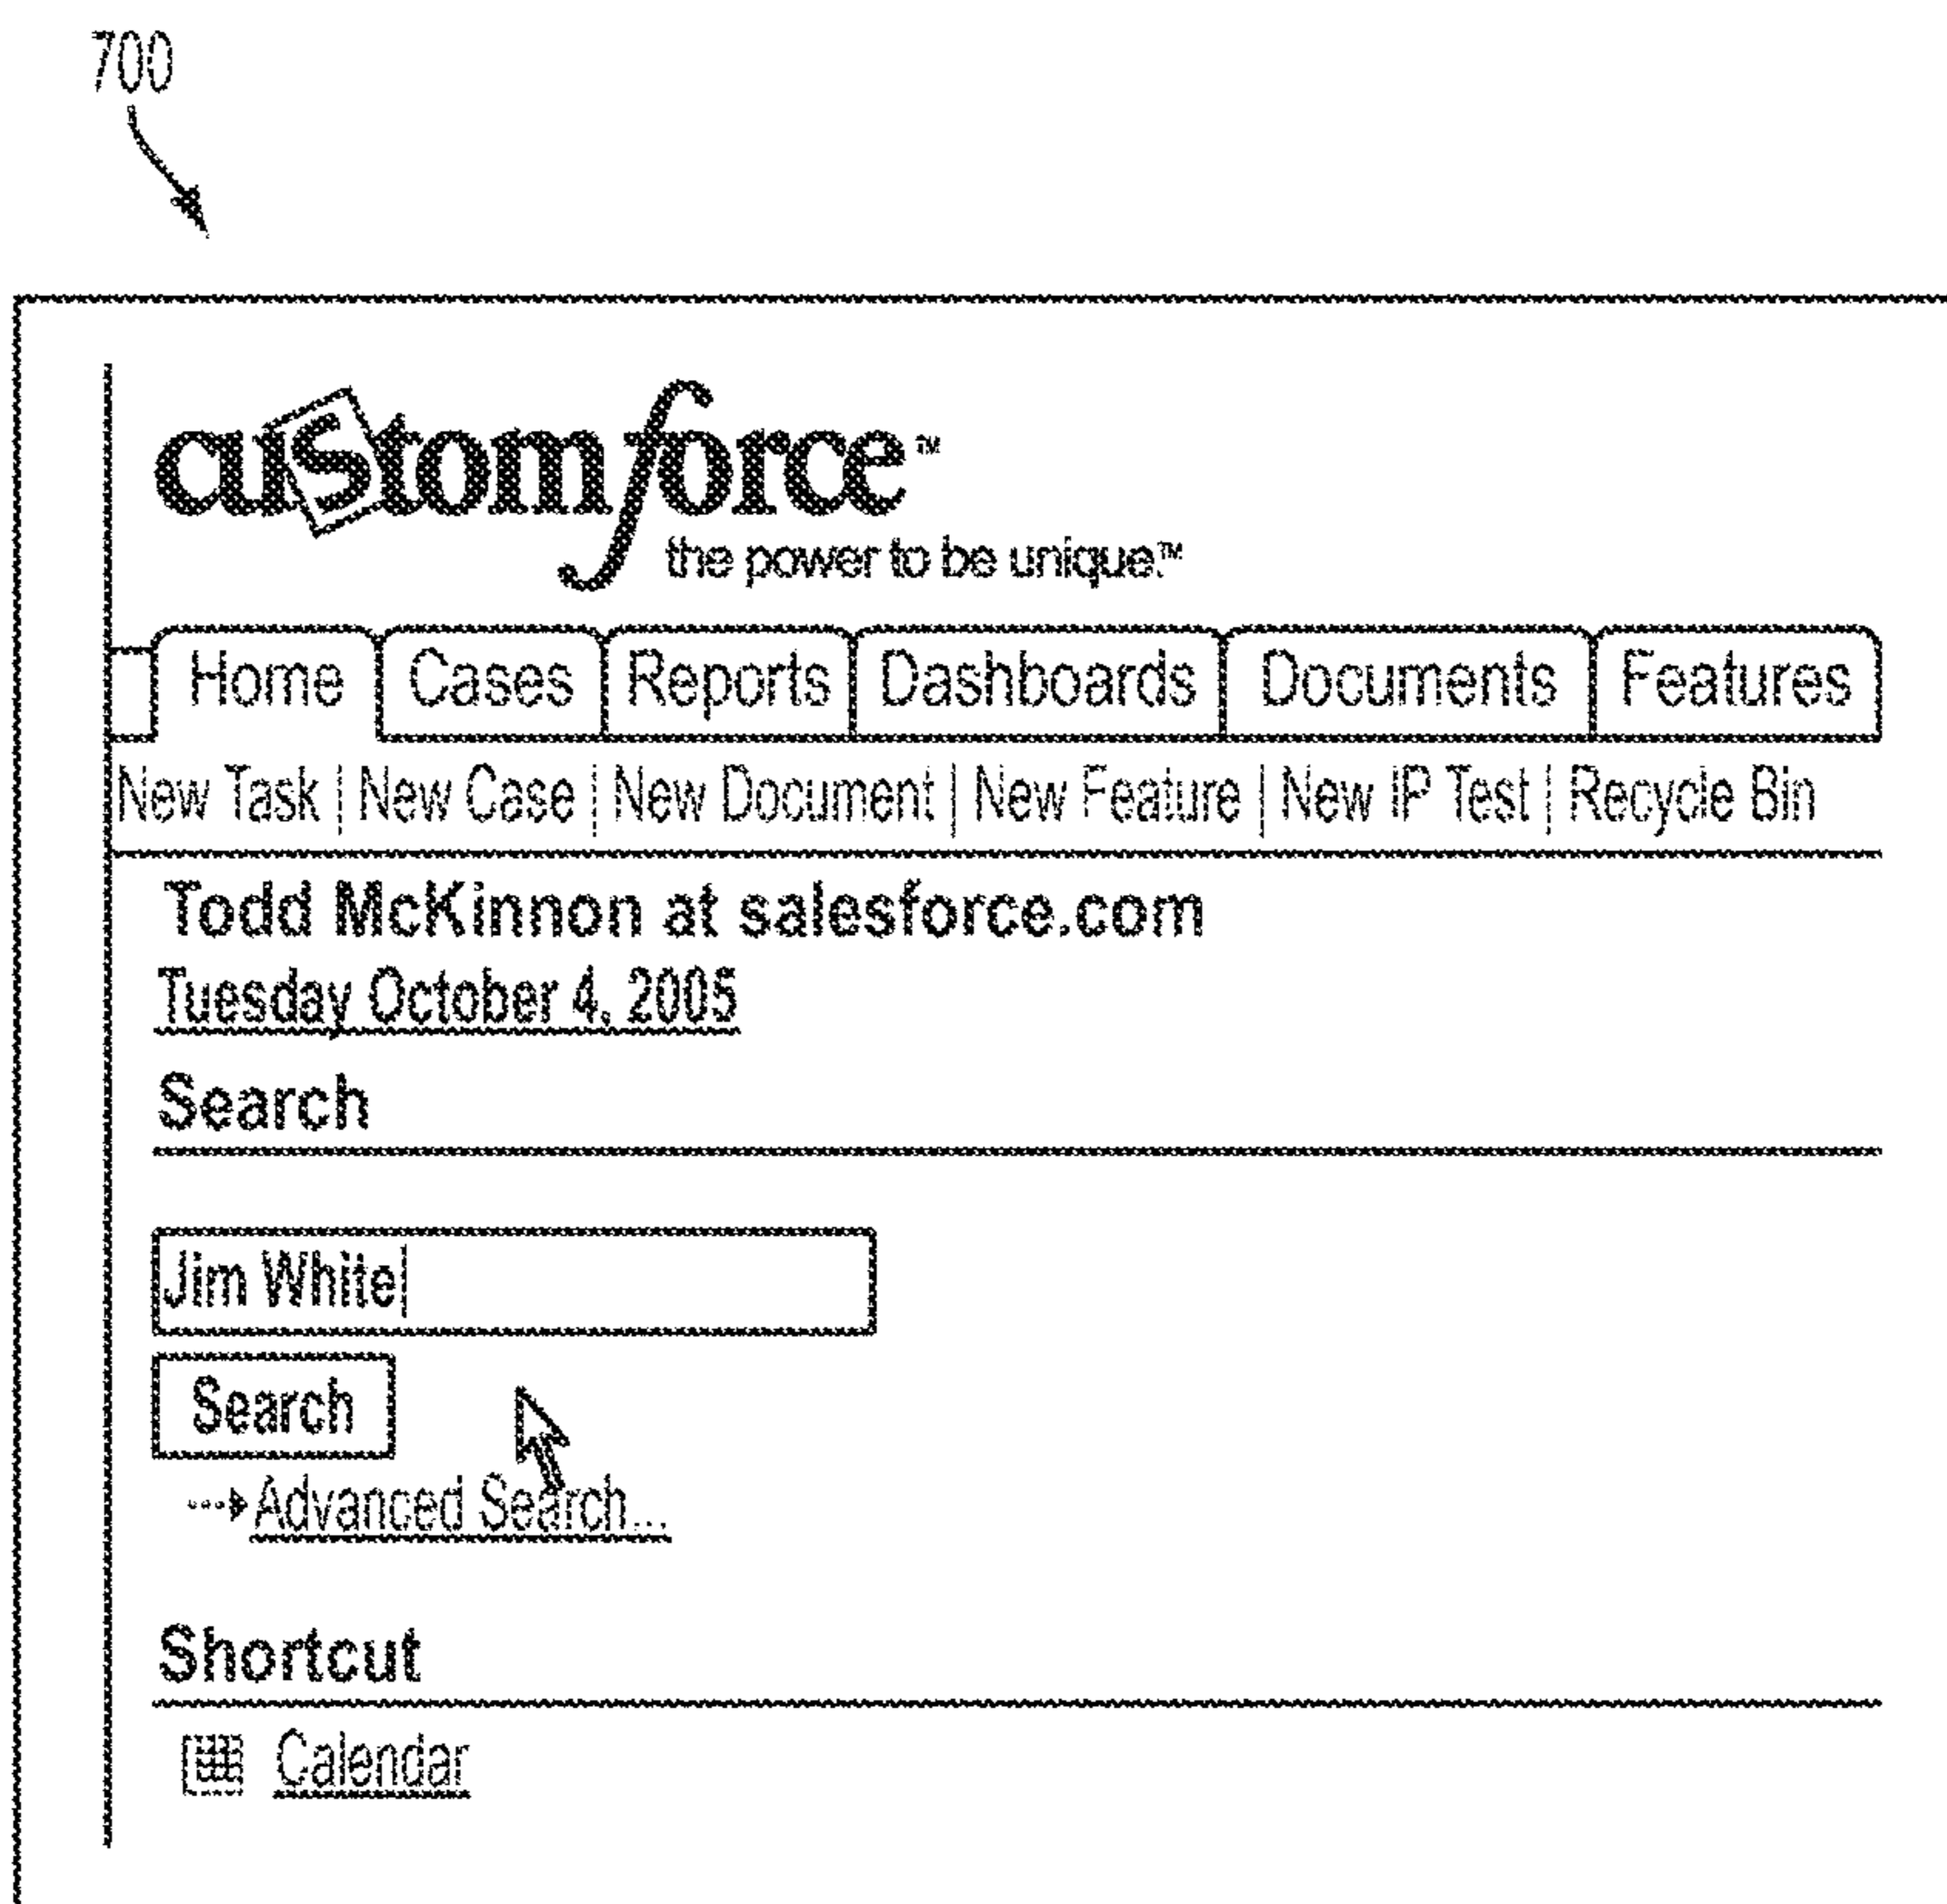 700
customforce™
the power to be unique.™
Home Cases Reports Dashboards Documents Features
New Task | New Case | New Document | New Feature | New IP Test | Recycle Bin
Todd McKinnon at salesforce.com
Tuesday October 4, 2005
Search
Jim White
Search
Advanced Search...
Shortcut
Calendar